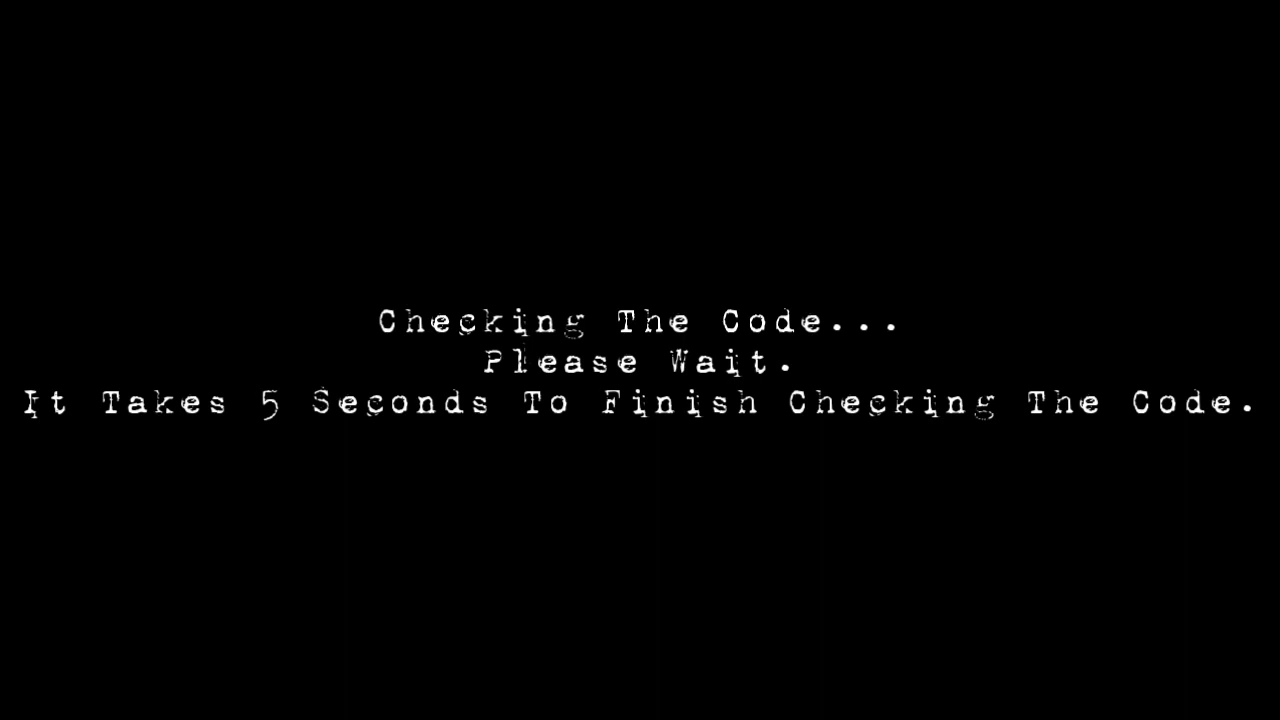 Checking The Code...
Please Wait.
It Takes 5 Seconds To Finish Checking The Code.